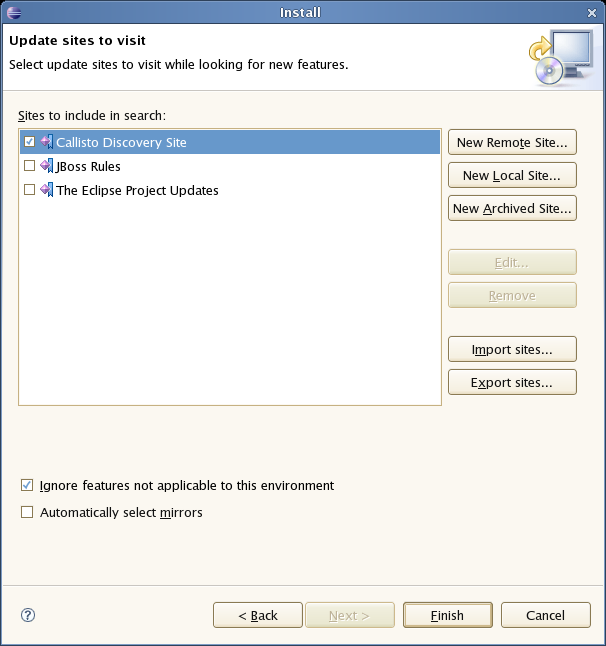 Install
Update sites to visit
Select update sites to visit while looking for new features.
Sites to include in search:
Callisto Discovery Site
JBoss Rules
The Eclipse Project Updates
New Remote Site...
New Local Site...
New Archived Site...
Edit...
Remove
Import sites...
Export sites...
Ignore features not applicable to this environment
Automatically select mirrors
?
< Back
Next >
Finish
Cancel